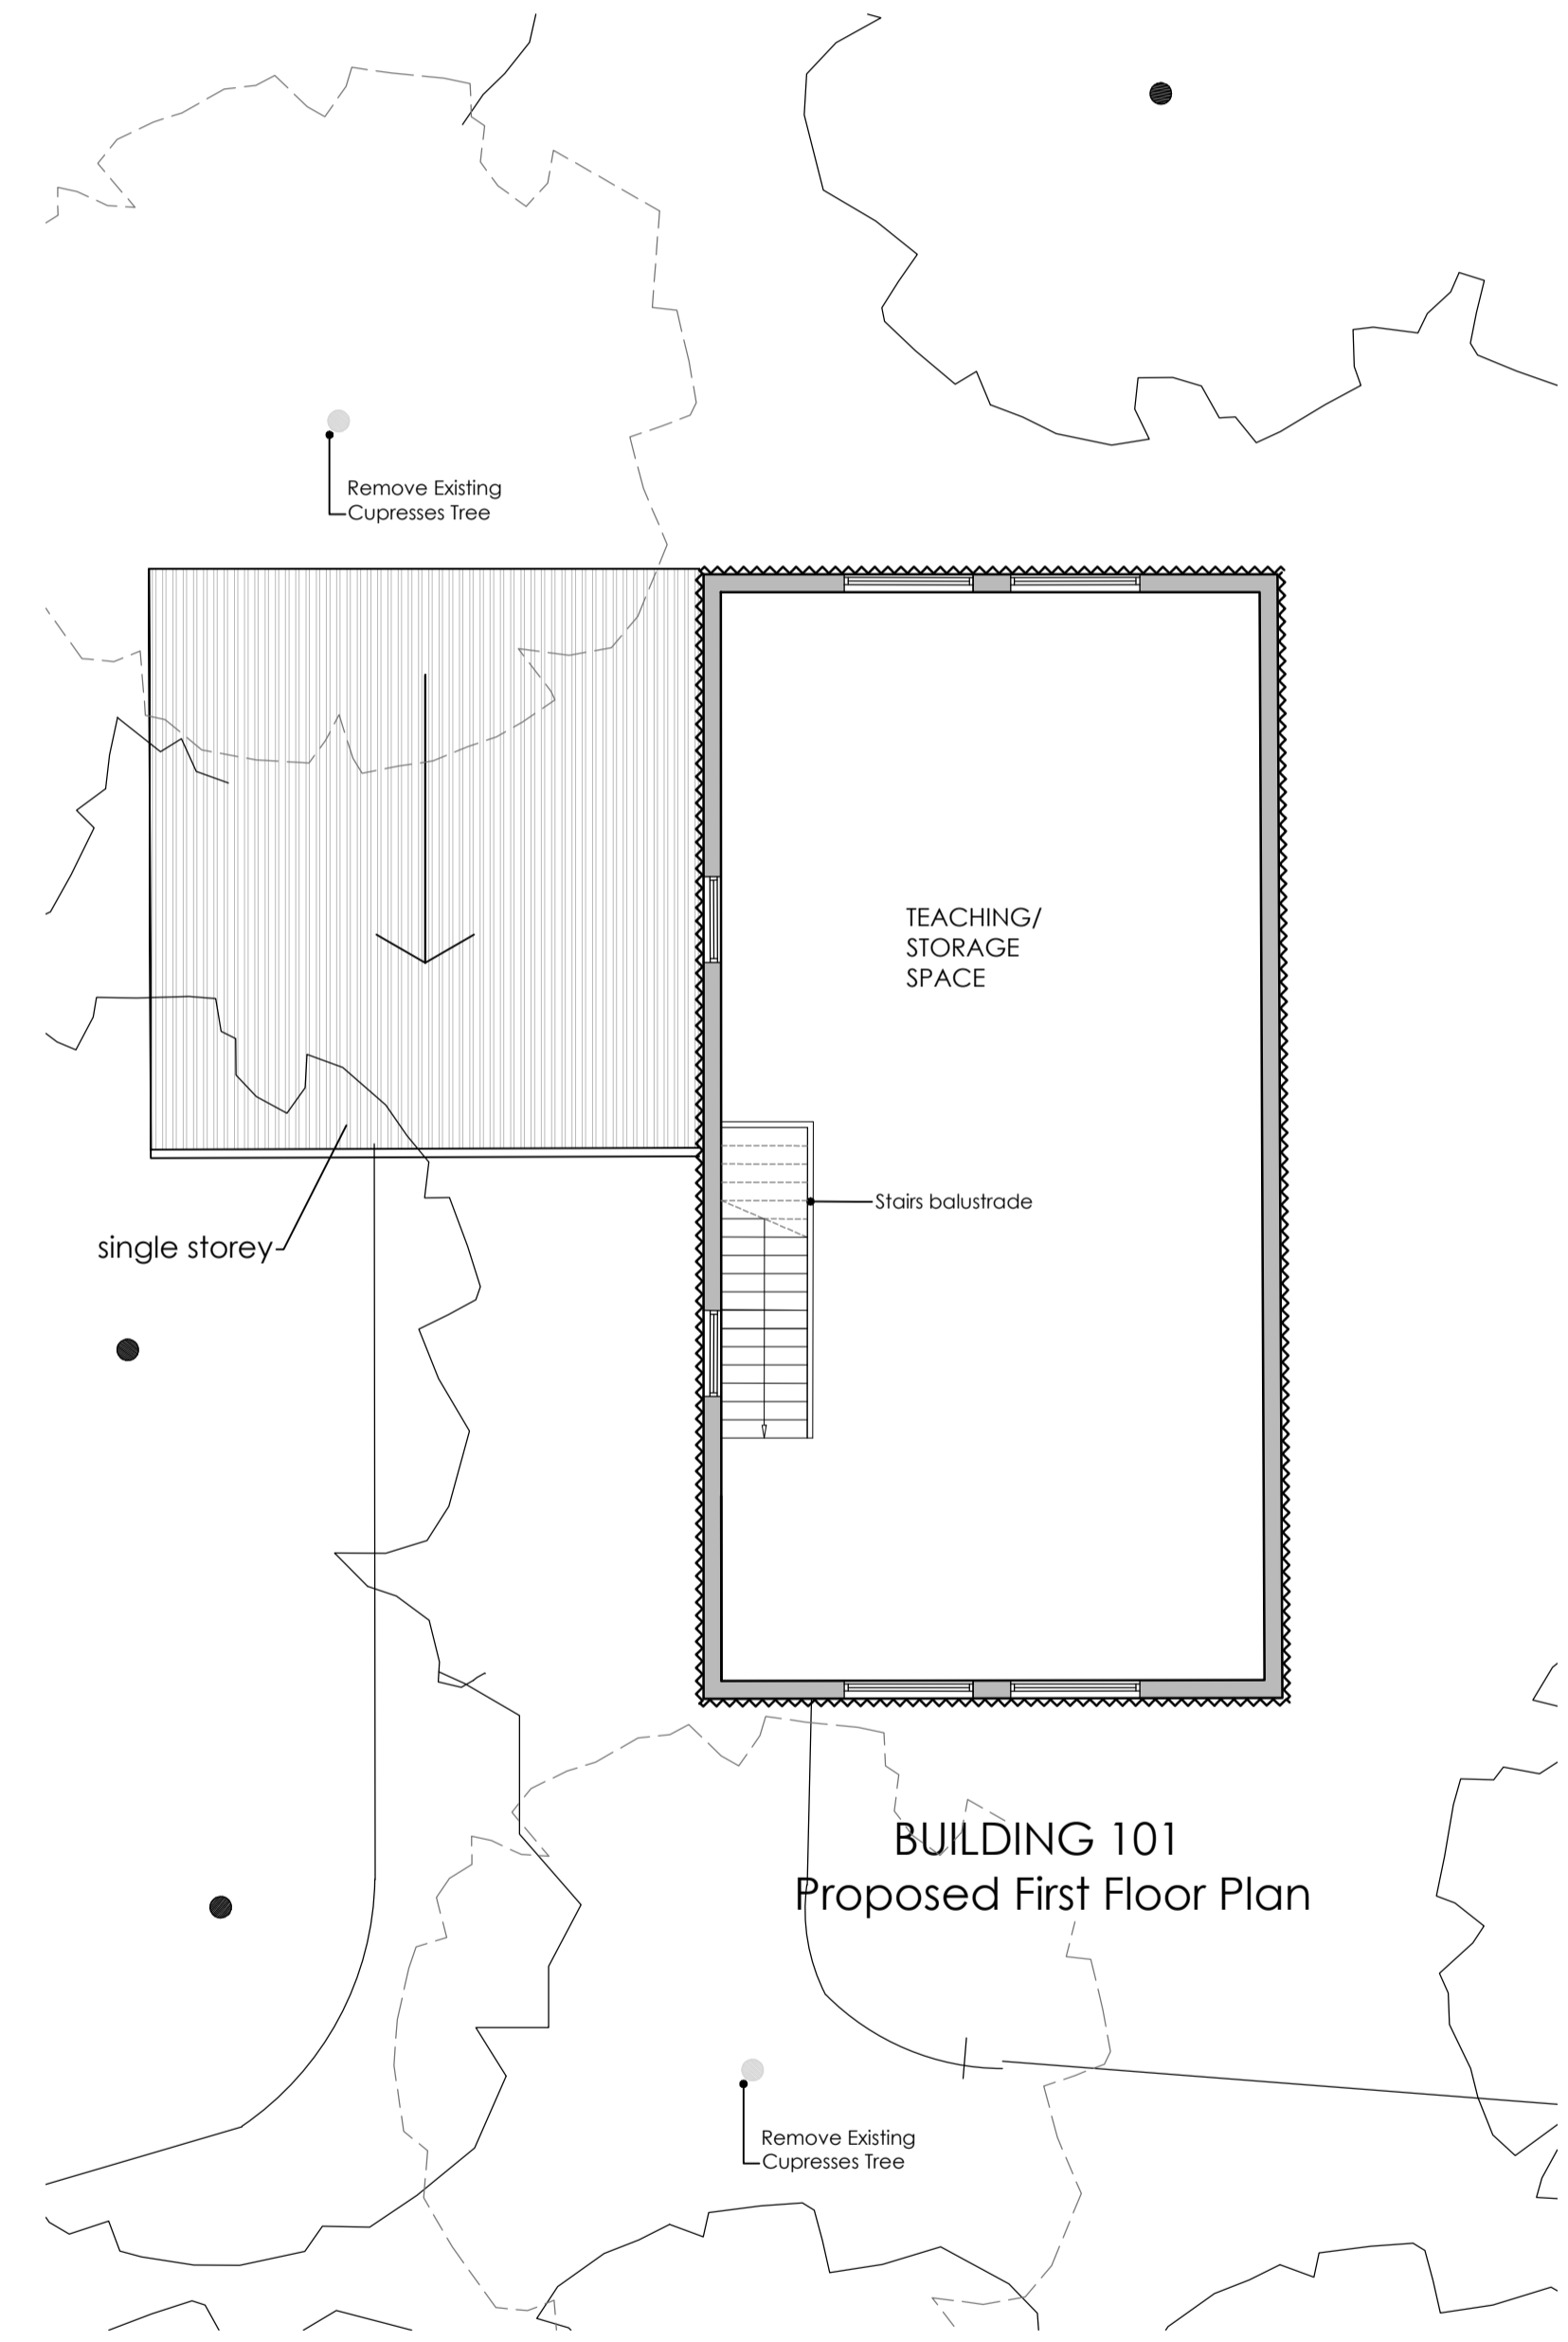 Remove Existing
Cupresses Tree
TEACHING/
STORAGE
SPACE
Stairs balustrade
single storey
BUILDING 101
Proposed First Floor Plan
Remove Existing
Cupresses Tree